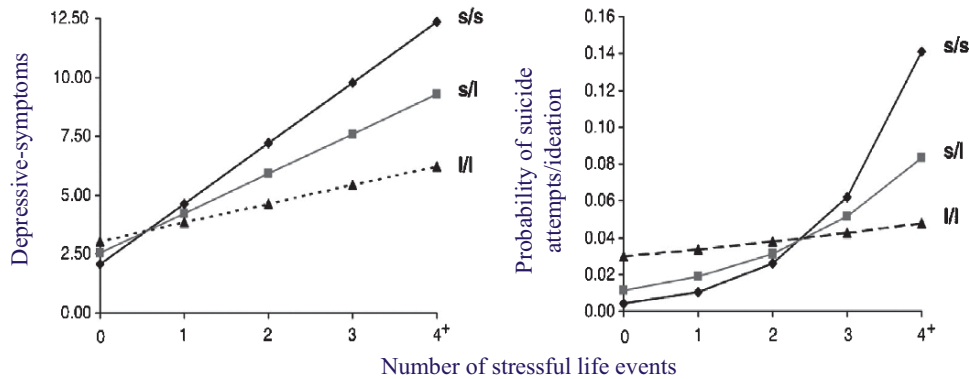 Depressive-symptoms
12.50
10.00
7.50
5.00
2.50
0.00
0 1 2 3 4+
s/s
s/l
l/l
Probability of suicide
attempts/ideation
0.16
0.14
0.12
0.10
0.08
0.06
0.04
0.02
0.00
0 1 2 3 4+
s/s
s/l
l/l
Number of stressful life events